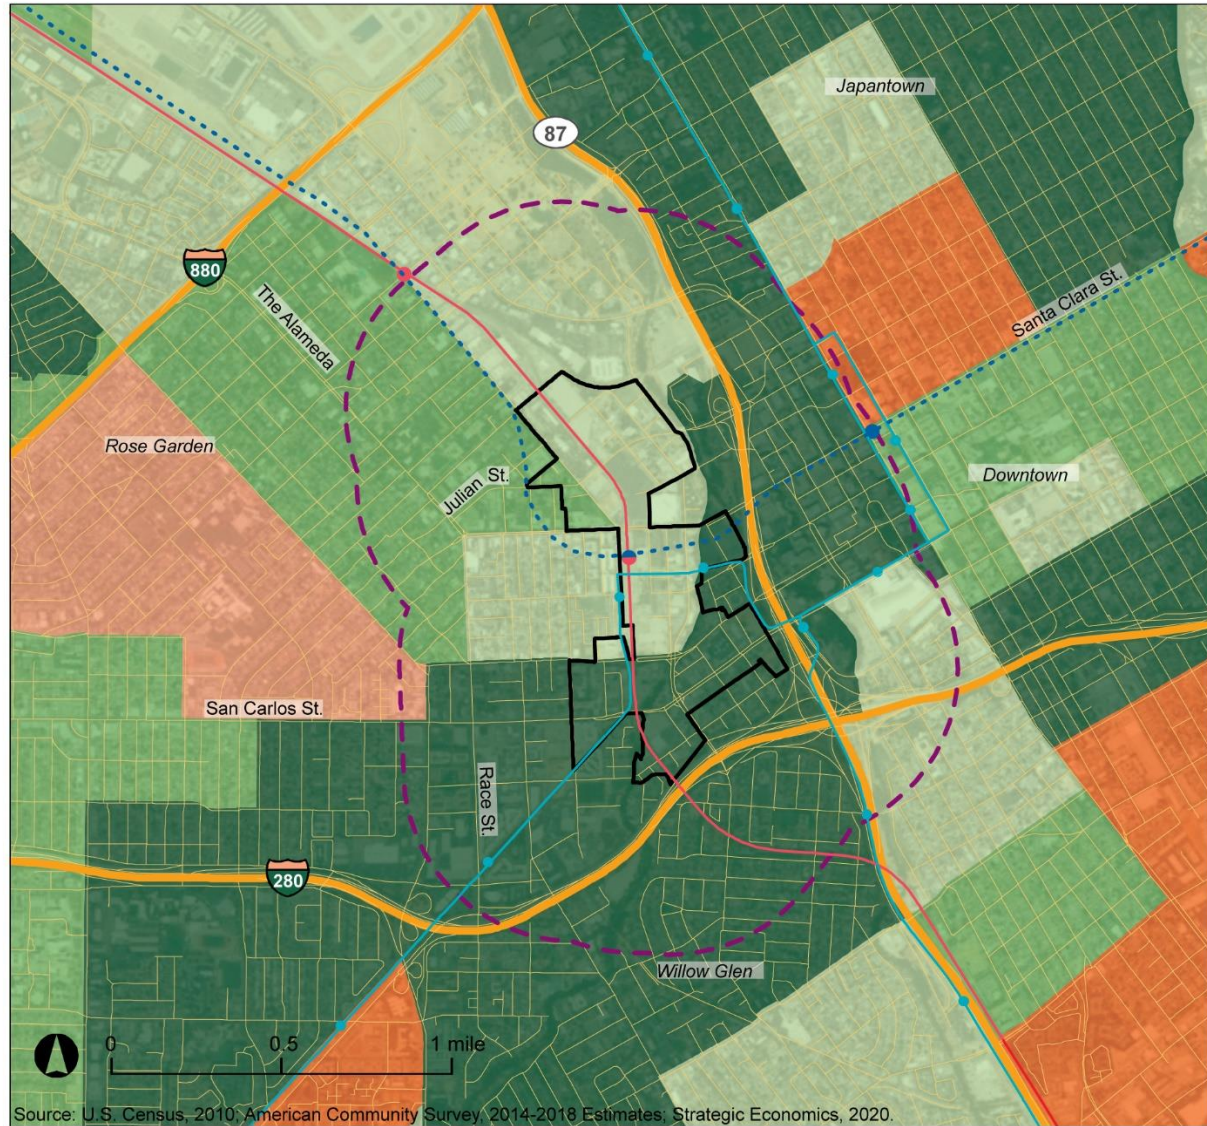 Japantown
87
880
The Alameda
Santa Clara St.
Rose Garden
Julian St.
Downtown
San Carlos St.
Race St.
280
Willow Glen
0 0.5 1 mile
Source: U.S. Census, 2010; American Community Survey, 2014-2018 Estimates; Strategic Economics, 2020.